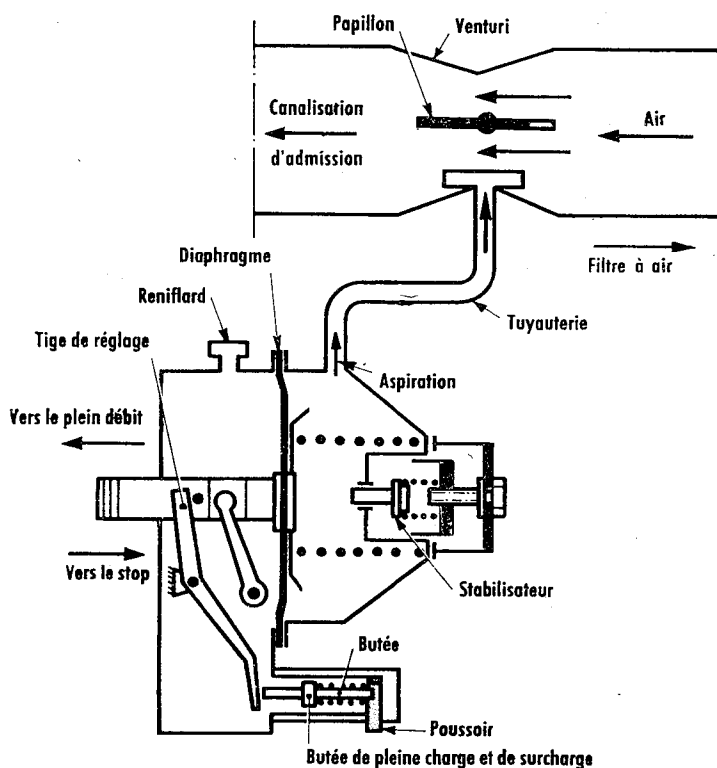 Papillon
Venturi
Canalisation
d'admission
Air
Filtre à air
Diaphragme
Reniflard
Tuyauterie
Tige de réglage
Aspiration
Vers le plein débit
Vers le stop
Stabilisateur
Butée
Poussoir
Butée de pleine charge et de surcharge